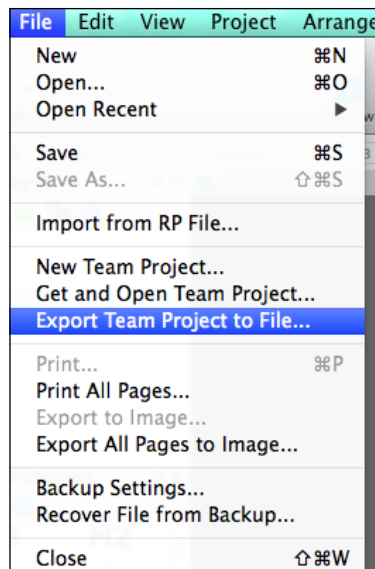 File Edit View Project Arrange
New ⌘N
Open... ⌘O
Open Recent ▶
Save ⌘S
Save As... ⇧⌘S
Import from RP File...
New Team Project...
Get and Open Team Project...
Export Team Project to File...
Print... ⌘P
Print All Pages...
Export to Image...
Export All Pages to Image...
Backup Settings...
Recover File from Backup...
Close ⇧⌘W